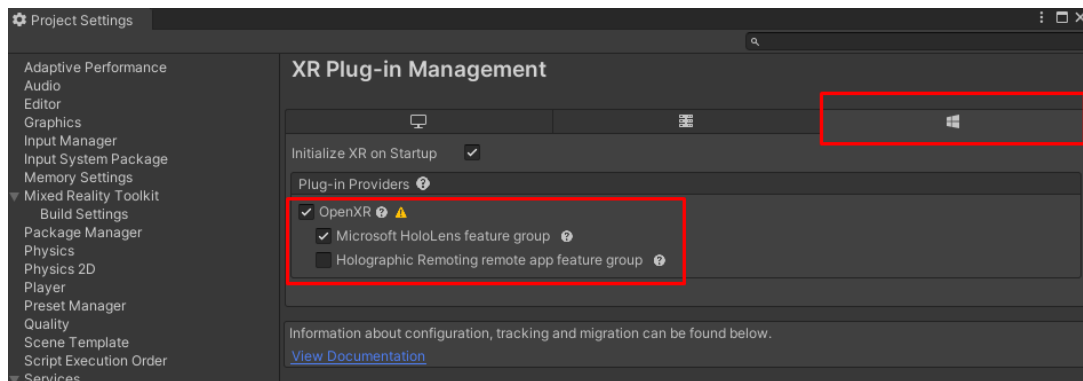 Project Settings
Adaptive Performance
Audio
Editor
Graphics
Input Manager
Input System Package
Memory Settings
Mixed Reality Toolkit
Build Settings
Package Manager
Physics
Physics 2D
Player
Preset Manager
Quality
Scene Template
Script Execution Order
Services
XR Plug-in Management
Initialize XR on Startup
Plug-in Providers
OpenXR
Microsoft HoloLens feature group
Holographic Remoting remote app feature group
Information about configuration, tracking and migration can be found below.
View Documentation